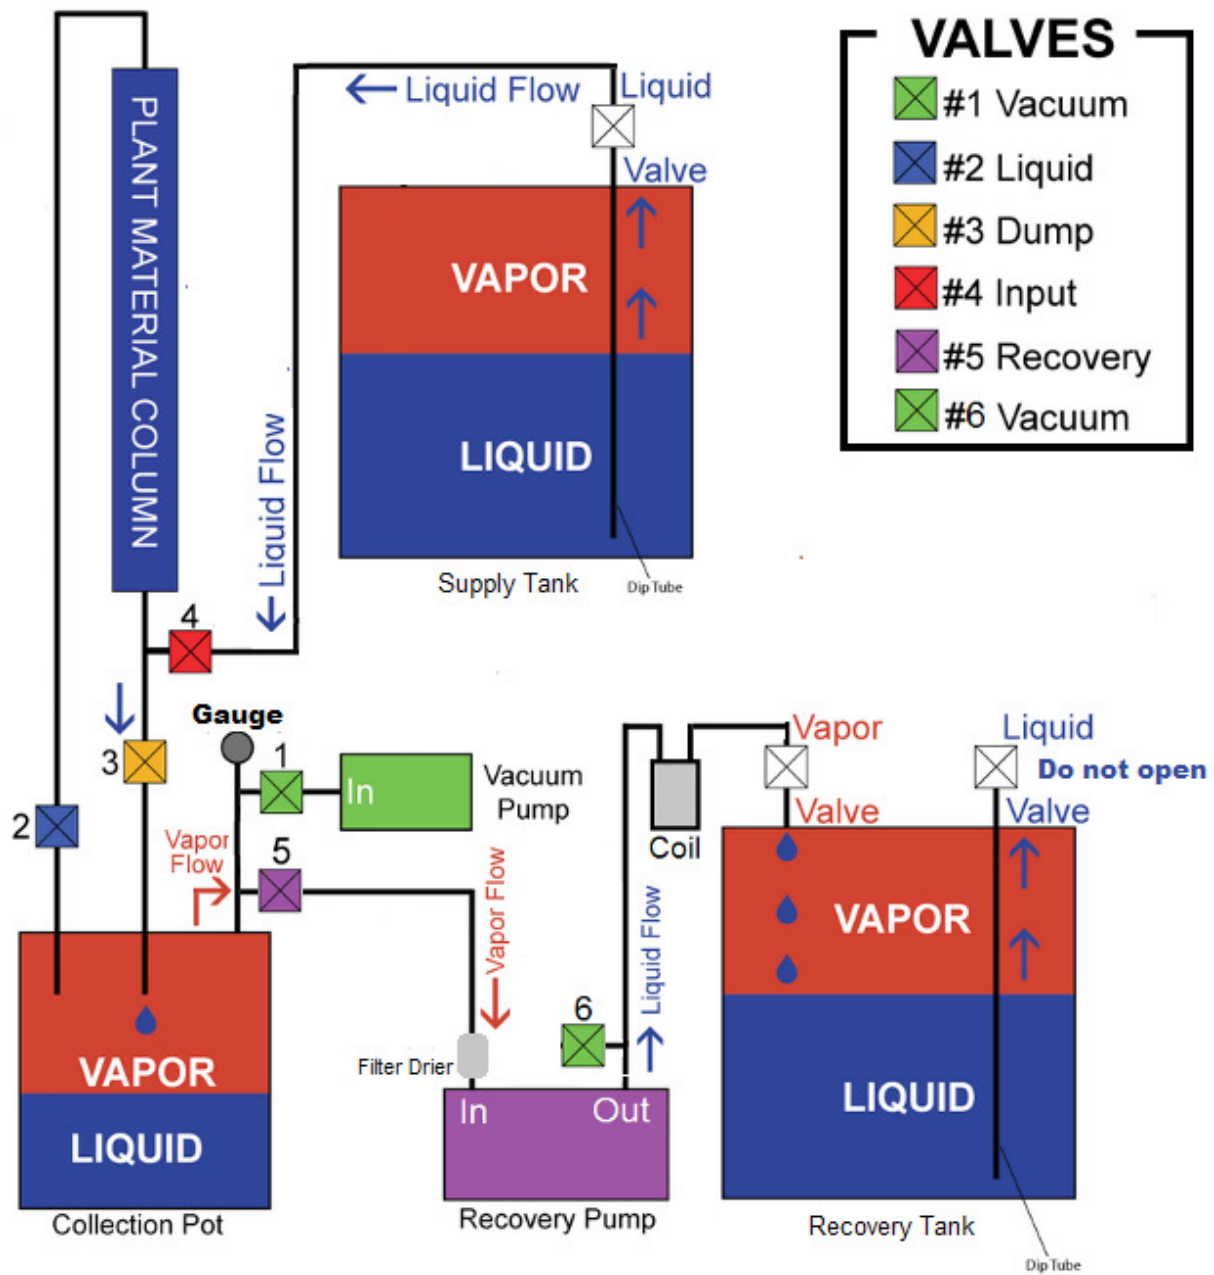 VALVES
#1 Vacuum
#2 Liquid
#3 Dump
#4 Input
#5 Recovery
#6 Vacuum
PLANT MATERIAL COLUMN
Liquid Flow
Liquid
Valve
VAPOR
LIQUID
Supply Tank
Dip Tube
Liquid Flow
4
3
2
Gauge
1
In
Vacuum
Pump
Vapor
Flow
5
Vapor Flow
VAPOR
LIQUID
Collection Pot
Filter Drier
In
Out
Recovery Pump
6
Liquid Flow
Coil
Vapor
Valve
Liquid
Do not open
Valve
VAPOR
LIQUID
Recovery Tank
Dip Tube